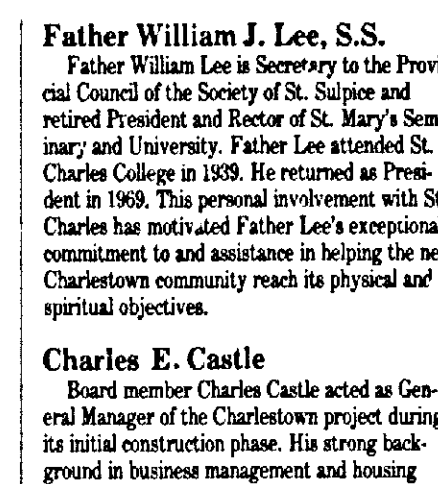 Father William J. Lee, S.S.
Father William Lee is Secretary to the Provi
cial Council of the Society of St. Sulpice and
retired President and Rector of St. Mary's Sem
inary and University. Father Lee attended St.
Charles College in 1939. He returned as Presi-
dent in 1969. This personal involvement with St
Charles has motivated Father Lee's exceptiona
commitment to and assistance in helping the ne
Charlestown community reach its physical and
spiritual objectives.
Charles E. Castle
Board member Charles Castle acted as Gen-
eral Manager of the Charlestown project during
its initial construction phase. His strong back-
ground in business management and housing